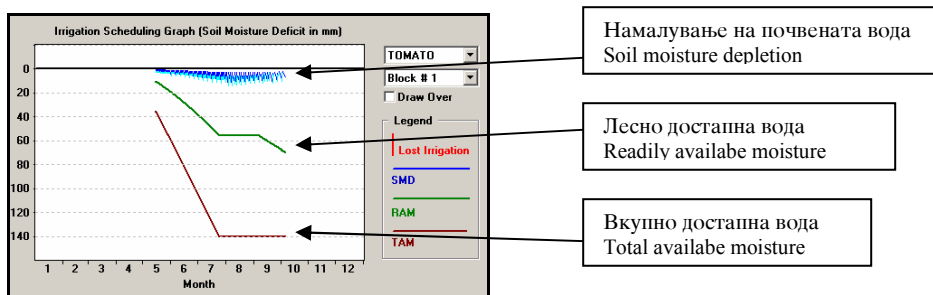 Irrigation Scheduling Graph (Soil Moisture Deficit in mm)
0
20
40
60
80
100
120
140
1 2 3 4 5 6 7 8 9 10 11 12
Month
TOMATO
Block # 1
Draw Over
Legend
Lost Irrigation
SMD
RAM
TAM
Намалување на почвената вода
Soil moisture depletion
Лесно достапна вода
Readily availabe moisture
Вкупно достапна вода
Total availabe moisture